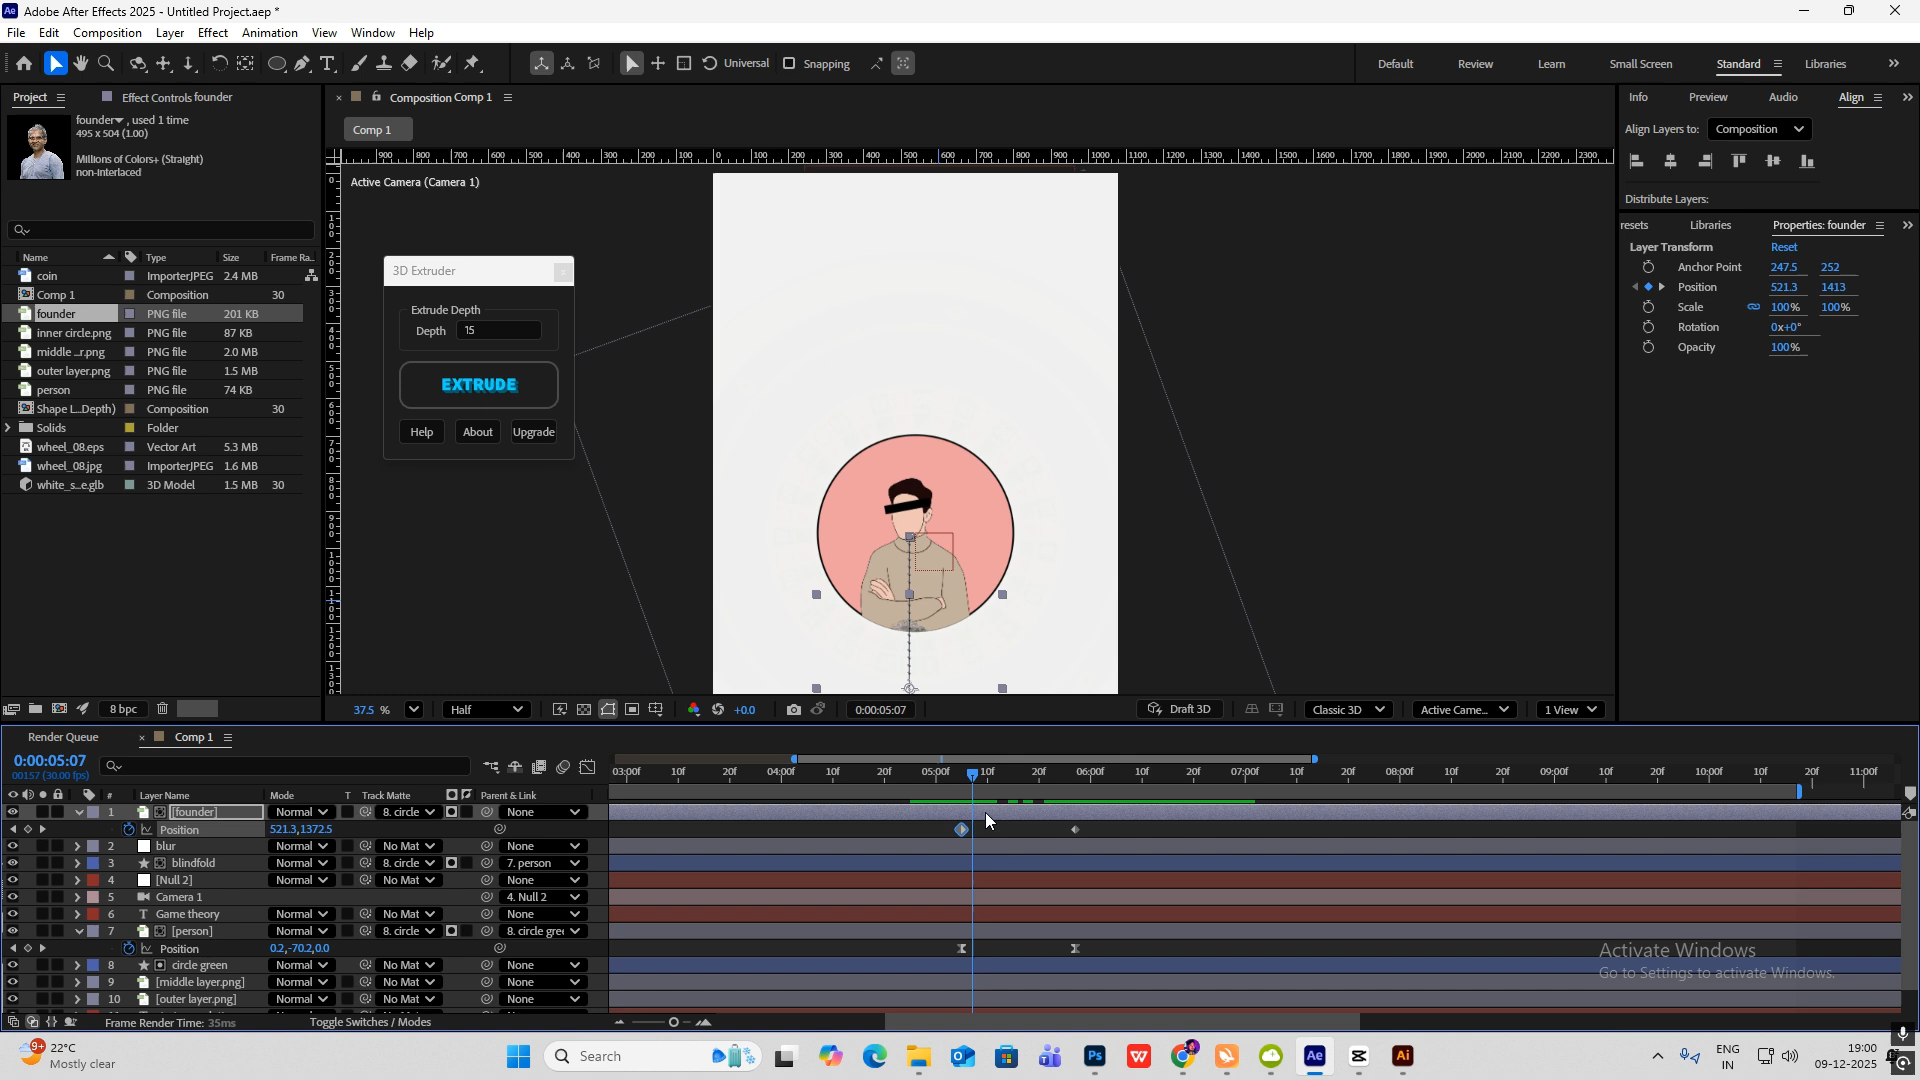 Adobe After Effects 2025 - Untitled Project.aep *
File Edit Composition Layer Effect Animation View Window Help
Universal Snapping Default Review Learn Small Screen Standard Libraries
Project Effect Controls founder
founder , used 1 time
495 x 504 (1.00)
Millions of Colors+ (Straight)
non-interlaced
Name Type Size Frame Ra..
coin ImporterJPEG 2.4 MB
Comp 1 Composition 30
founder PNG file 201 KB
inner circle.png PNG file 87 KB
middle ...r.png PNG file 2.0 MB
outer layer.png PNG file 1.5 MB
person PNG file 74 KB
Shape L...Depth) Composition 30
Solids Folder
wheel_08.eps Vector Art 5.3 MB
wheel_08.jpg ImporterJPEG 1.6 MB
white_s...e.glb 3D Model 1.5 MB 30
8 bpc
Composition Comp 1
Comp 1
Active Camera (Camera 1)
3D Extruder
Extrude Depth
Depth 15
EXTRUDE
Help About Upgrade
37.5 % Half +0.0 0:00:05:07 Draft 3D Classic 3D Active Came... 1 View
Info Preview Audio Align
Align Layers to: Composition
Distribute Layers:
resets Libraries Properties: founder
Layer Transform Reset
Anchor Point 247.5 252
Position 521.3 1413
Scale 100% 100%
Rotation 0x+0°
Opacity 100%
Render Queue Comp 1
0:00:05:07
00157 (30.00 fps)
03:00f 10f 20f 04:00f 10f 20f 05:00f 10f 20f 06:00f 10f 20f 07:00f 10f 20f 08:00f 10f 20f 09:00f 10f 20f 10:00f 10f 20f 11:00f
# Layer Name Mode T Track Matte Parent & Link
1 [founder] Normal 8. circle None
Position 521.3,1372.5
2 blur Normal No Mat None
3 blindfold Normal 8. circle 7. person
4 [Null 2] Normal No Mat None
5 Camera 1 4. Null 2
6 T Game theory Normal No Mat None
7 [person] Normal 8. circle 8. circle gree
Position 0.2,-70.2,0.0
8 circle green Normal No Mat None
9 [middle layer.png] Normal No Mat None
10 [outer layer.png] Normal No Mat None
Frame Render Time: 35ms Toggle Switches / Modes
Activate Windows
Go to Settings to activate Windows.
22°C
Mostly clear
Search
ENG
IN
19:00
09-12-2025